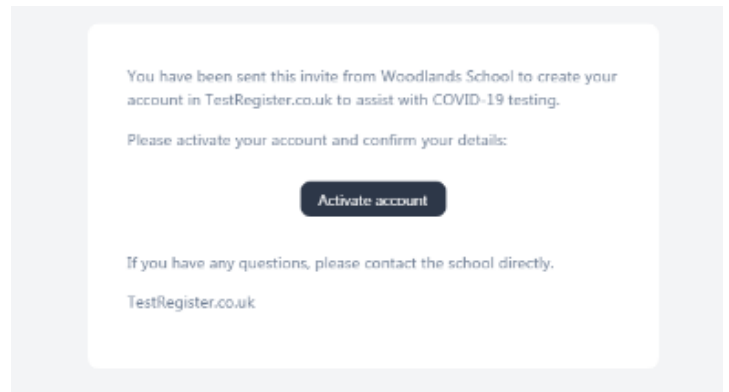 You have been sent this invite from Woodlands School to create your
account in TestRegister.co.uk to assist with COVID-19 testing.
Please activate your account and confirm your details:
Activate account
If you have any questions, please contact the school directly.
TestRegister.co.uk